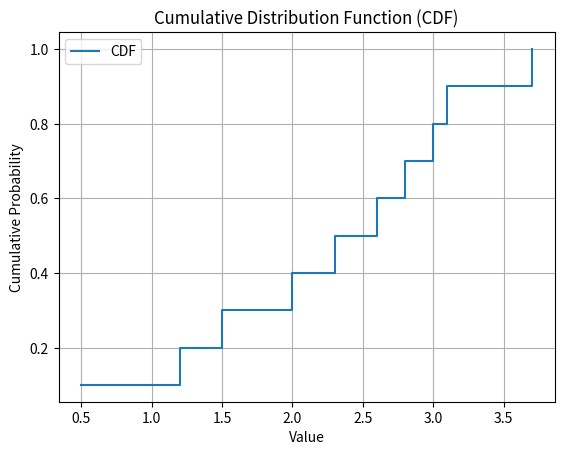 Cumulative Distribution Function (CDF)
CDF
Cumulative Probability
1.0
0.8
0.6
0.4
0.2
0.5 1.0 1.5 2.0 2.5 3.0 3.5
Value